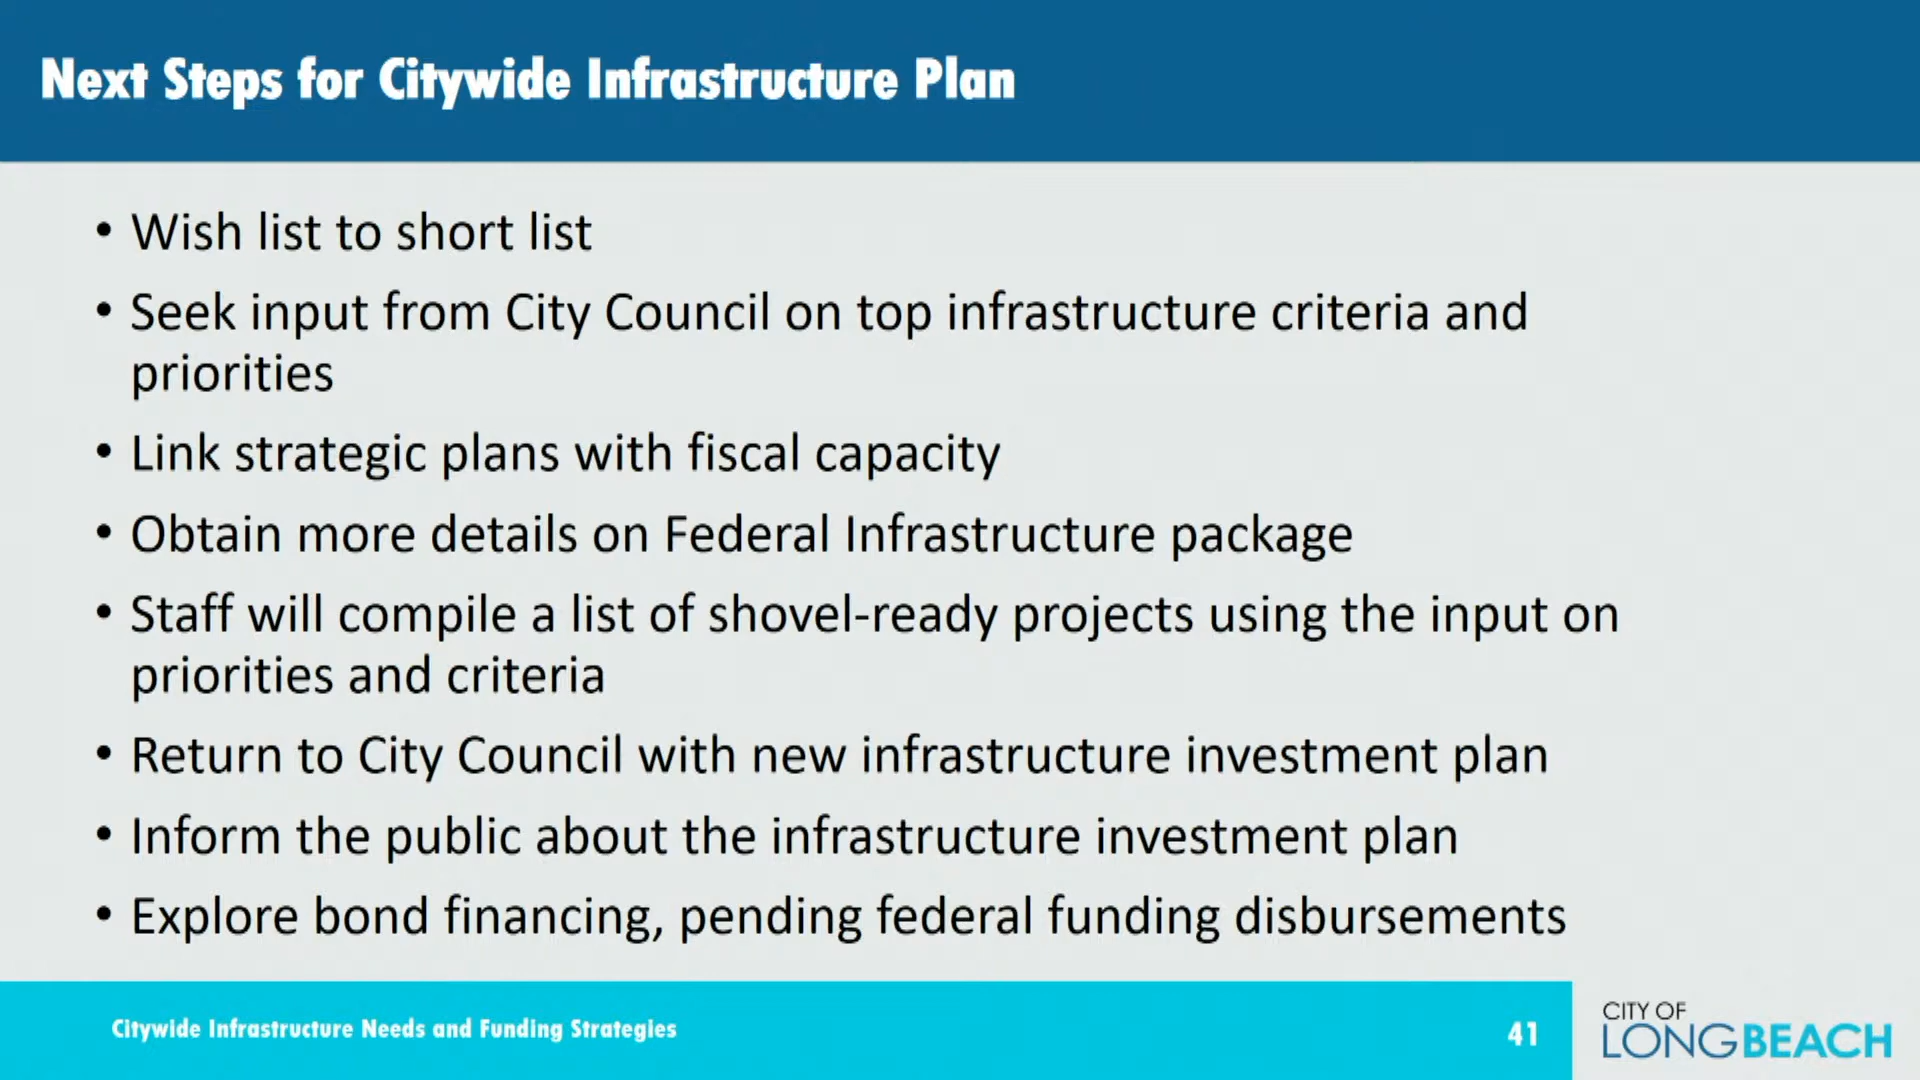 Next Steps for Citywide Infrastructure Plan
• Wish list to short list
• Seek input from City Council on top infrastructure criteria and
priorities
• Link strategic plans with fiscal capacity
• Obtain more details on Federal Infrastructure package
• Staff will compile a list of shovel-ready projects using the input on
priorities and criteria
• Return to City Council with new infrastructure investment plan
• Inform the public about the infrastructure investment plan
• Explore bond financing, pending federal funding disbursements
Citywide Infrastructure Needs and Funding Strategies
41
CITY OF
LONGBEACH